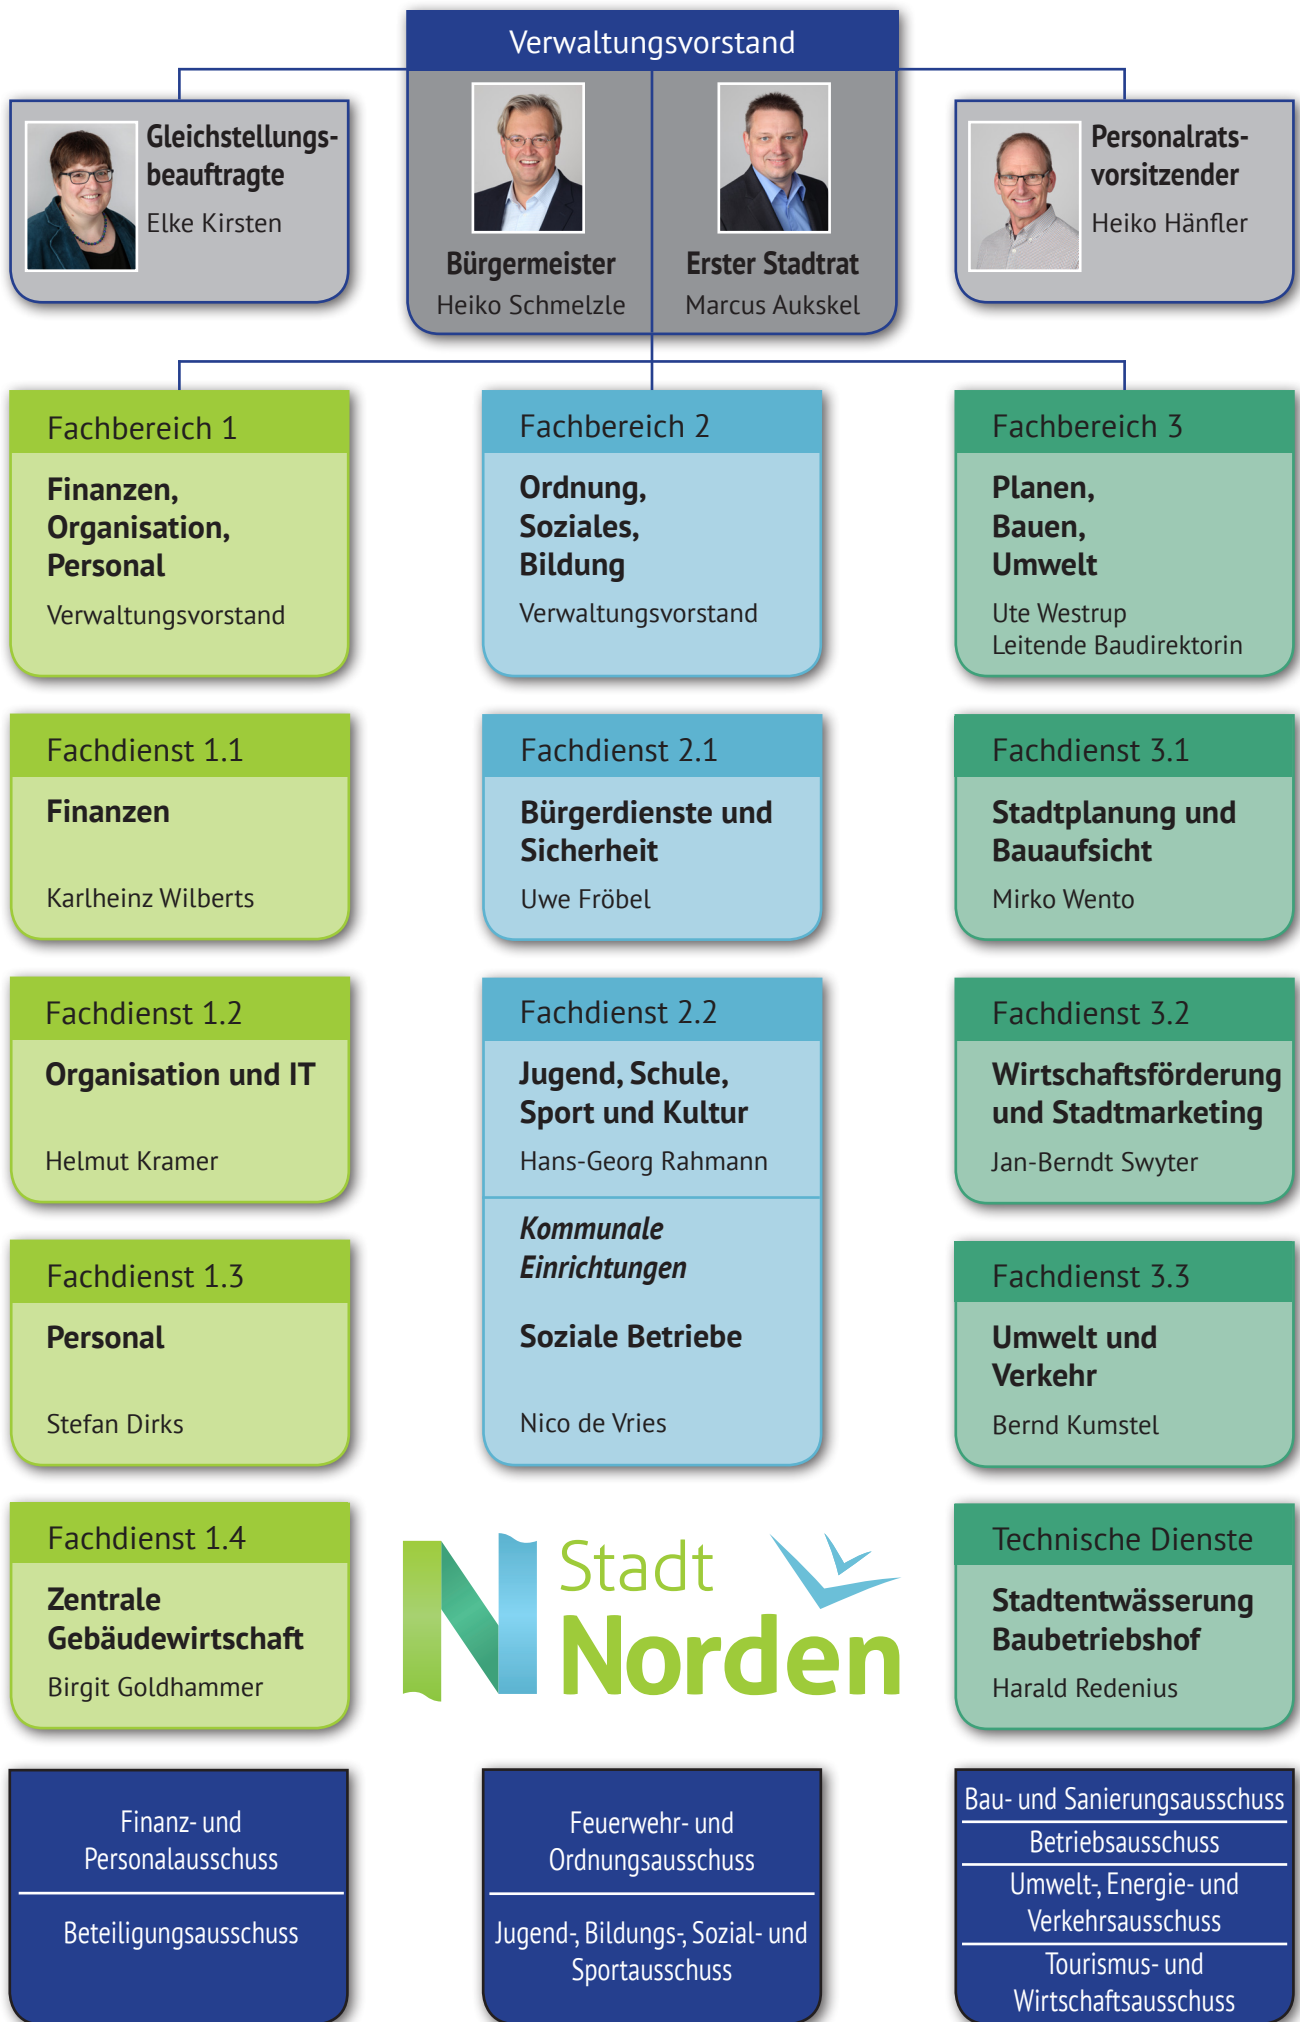 Verwaltungsvorstand
Gleichstellungs-
beauftragte
Elke Kirsten
Bürgermeister
Heiko Schmelzle
Erster Stadtrat
Marcus Aukskel
Personalrats-
vorsitzender
Heiko Hänfler
Fachbereich 1
Finanzen,
Organisation,
Personal
Verwaltungsvorstand
Fachbereich 2
Ordnung,
Soziales,
Bildung
Verwaltungsvorstand
Fachbereich 3
Planen,
Bauen,
Umwelt
Ute Westrup
Leitende Baudirektorin
Fachdienst 1.1
Finanzen
Karlheinz Wilberts
Fachdienst 2.1
Bürgerdienste und
Sicherheit
Uwe Fröbel
Fachdienst 3.1
Stadtplanung und
Bauaufsicht
Mirko Wento
Fachdienst 1.2
Organisation und IT
Helmut Kramer
Fachdienst 2.2
Jugend, Schule,
Sport und Kultur
Hans-Georg Rahmann
Kommunale
Einrichtungen
Soziale Betriebe
Nico de Vries
Fachdienst 3.2
Wirtschaftsförderung
und Stadtmarketing
Jan-Berndt Swyter
Fachdienst 1.3
Personal
Stefan Dirks
Fachdienst 3.3
Umwelt und
Verkehr
Bernd Kumstel
Fachdienst 1.4
Zentrale
Gebäudewirtschaft
Birgit Goldhammer
N Stadt
Norden
Technische Dienste
Stadtentwässerung
Baubetriebshof
Harald Redenius
Finanz- und
Personalausschuss
Beteiligungsausschuss
Feuerwehr- und
Ordnungsausschuss
Jugend-, Bildungs-, Sozial- und
Sportausschuss
Bau- und Sanierungsausschuss
Betriebsausschuss
Umwelt-, Energie- und
Verkehrsausschuss
Tourismus- und
Wirtschaftsausschuss